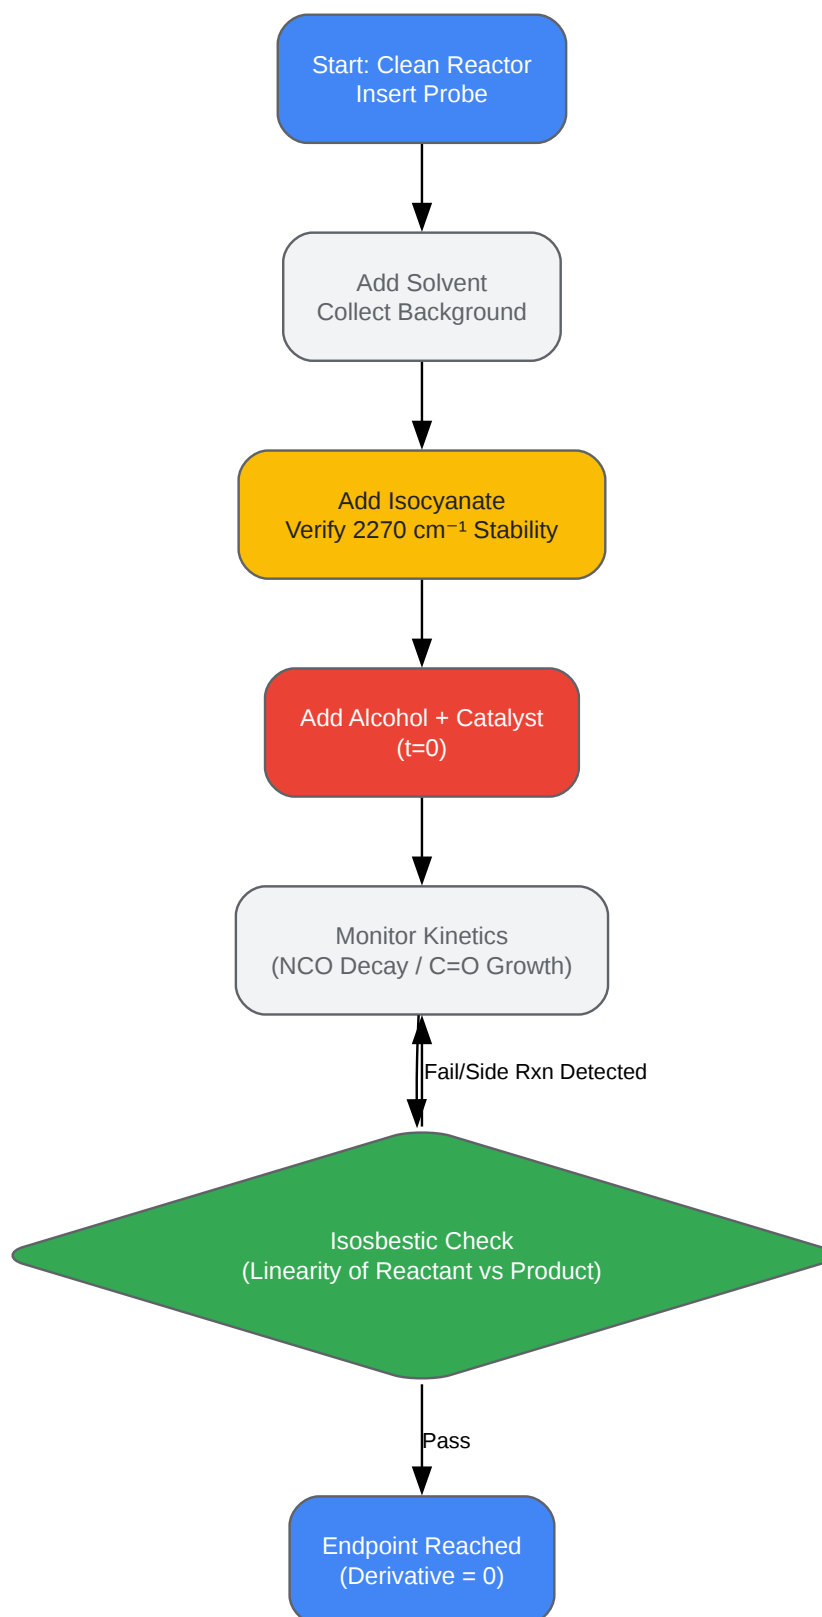 Start: Clean Reactor
Insert Probe
Add Solvent
Collect Background
Add Isocyanate
Verify 2270 cm⁻¹ Stability
Add Alcohol + Catalyst
(t=0)
Monitor Kinetics
(NCO Decay / C=O Growth)
Fail/Side Rxn Detected
Isosbestic Check
(Linearity of Reactant vs Product)
Pass
Endpoint Reached
(Derivative = 0)